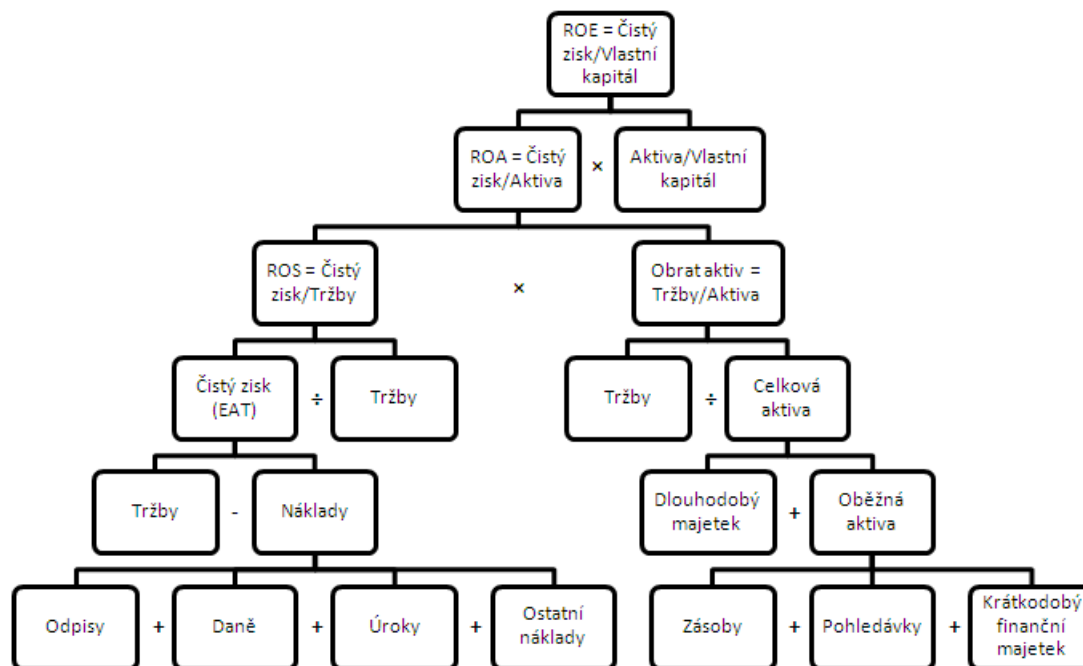 ROE = Čistý
zisk/Vlastní
kapitál
ROA = Čistý
zisk/Aktiva
×
Aktiva/Vlastní
kapitál
ROS = Čistý
zisk/Tržby
×
Obrat aktiv =
Tržby/Aktiva
Čistý zisk
(EAT)
÷
Tržby
Tržby
÷
Celková
aktiva
Tržby
-
Náklady
Dlouhodobý
majetek
+
Oběžná
aktiva
Odpisy
+
Daně
+
Úroky
+
Ostatní
náklady
Zásoby
+
Pohledávky
+
Krátkodobý
finanční
majetek